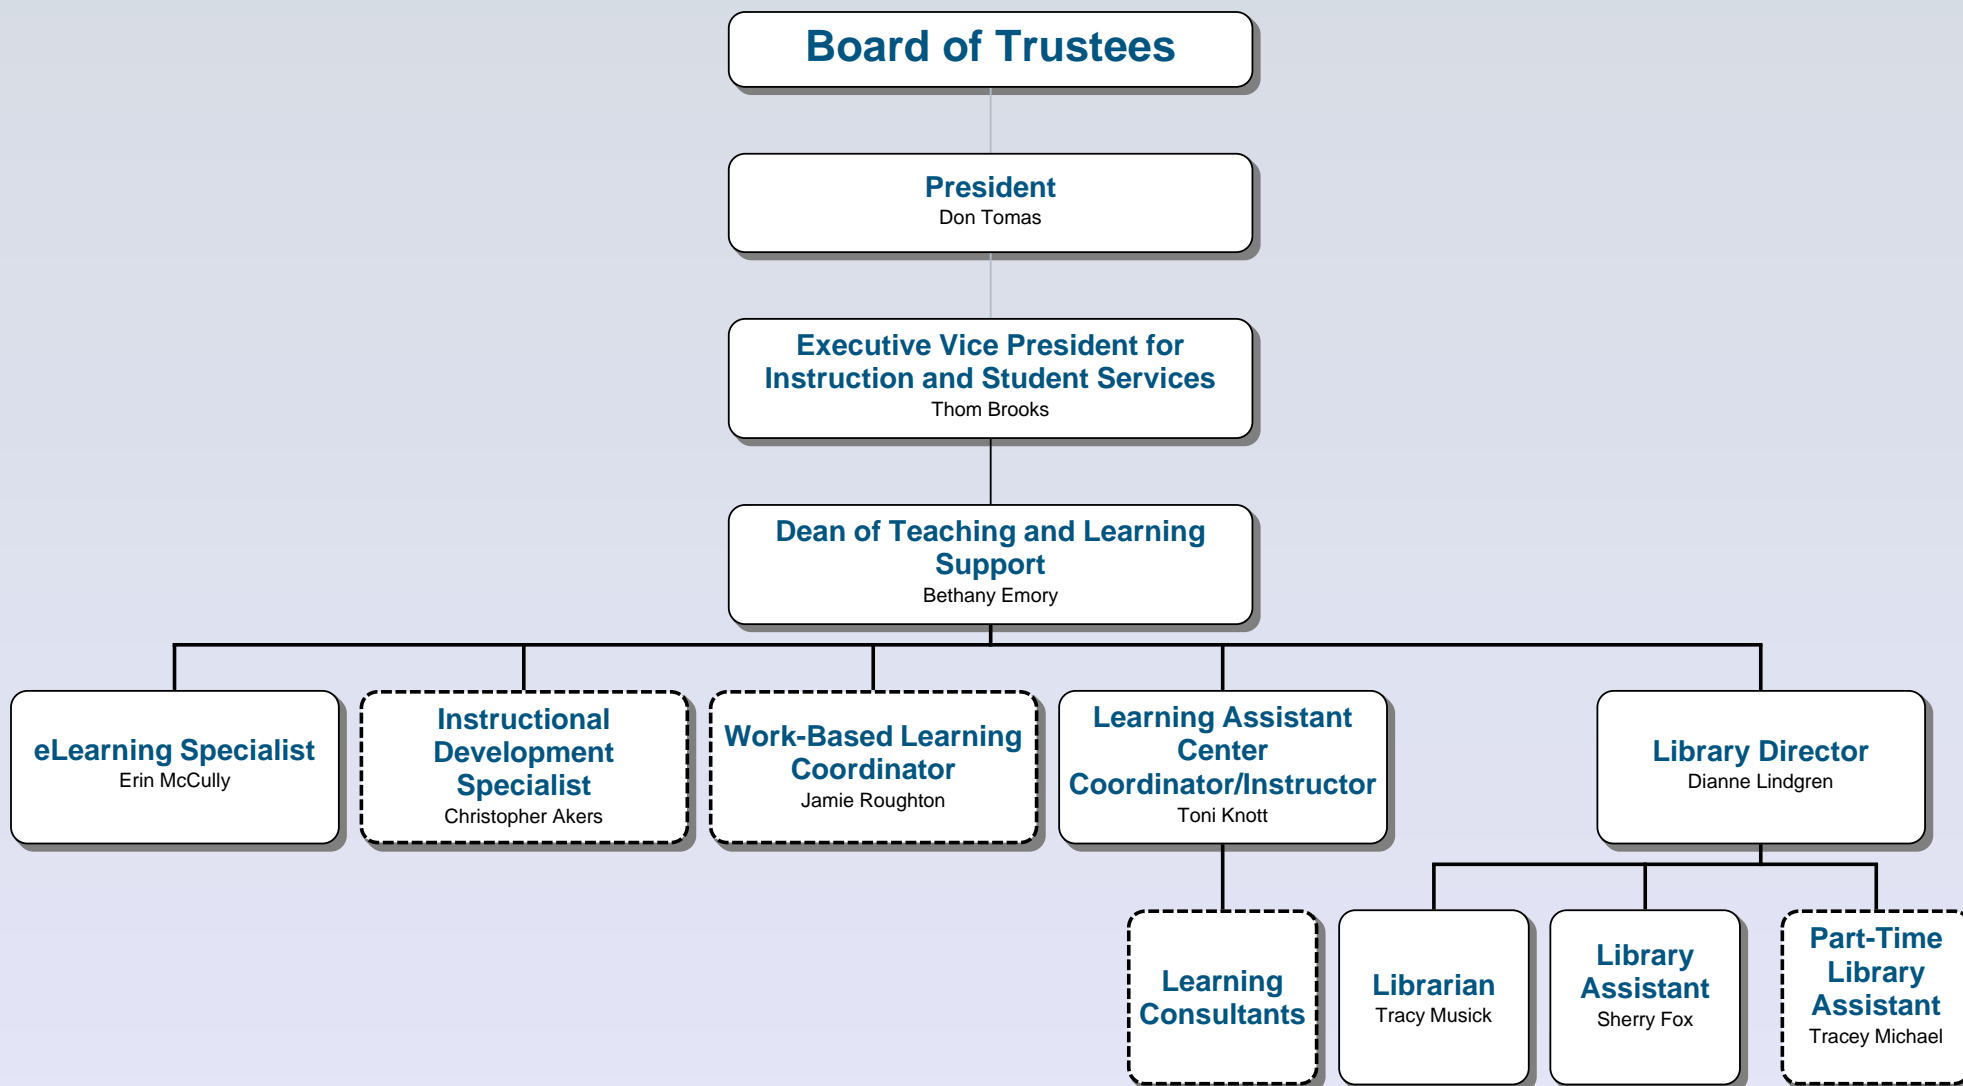 Board of Trustees
President
Don Tomas
Executive Vice President for
Instruction and Student Services
Thom Brooks
Dean of Teaching and Learning
Support
Bethany Emory
eLearning Specialist
Erin McCully
Instructional
Development
Specialist
Christopher Akers
Work-Based Learning
Coordinator
Jamie Roughton
Learning Assistant
Center
Coordinator/Instructor
Toni Knott
Library Director
Dianne Lindgren
Learning
Consultants
Librarian
Tracy Musick
Library
Assistant
Sherry Fox
Part-Time
Library
Assistant
Tracey Michael